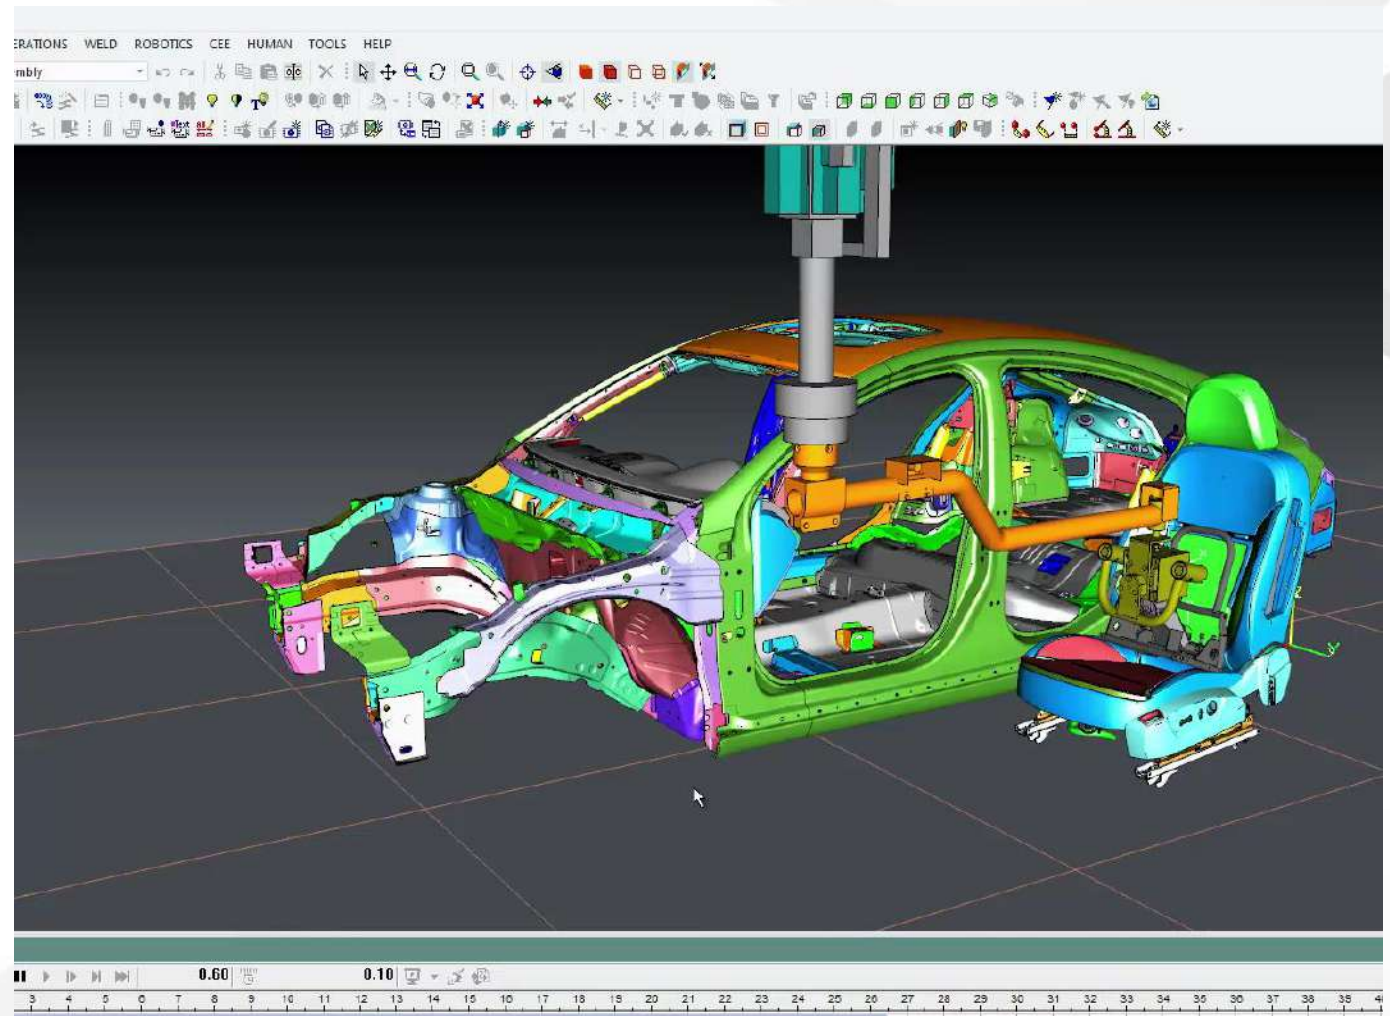 ERATIONS WELD ROBOTICS CEE HUMAN TOOLS HELP
mbly
0.60 0.10
3 4 5 6 7 8 9 10 11 12 13 14 15 16 17 18 19 20 21 22 23 24 25 26 27 28 29 30 31 32 33 34 35 36 37 38 39 4